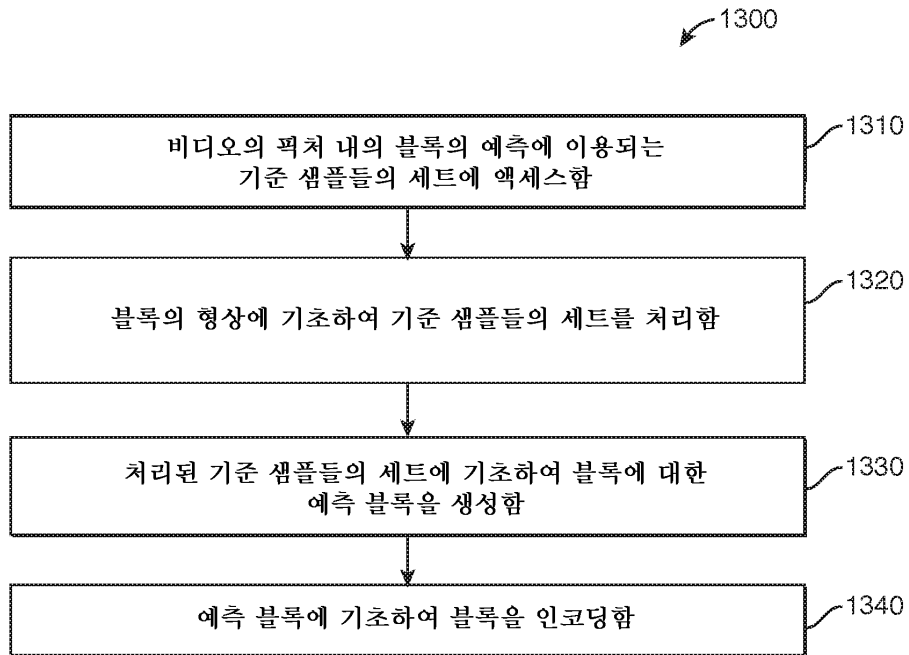 1300
1310
비디오의 픽처 내의 블록의 예측에 이용되는
기준 샘플들의 세트에 액세스함
1320
블록의 형상에 기초하여 기준 샘플들의 세트를 처리함
1330
처리된 기준 샘플들의 세트에 기초하여 블록에 대한
예측 블록을 생성함
1340
예측 블록에 기초하여 블록을 인코딩함